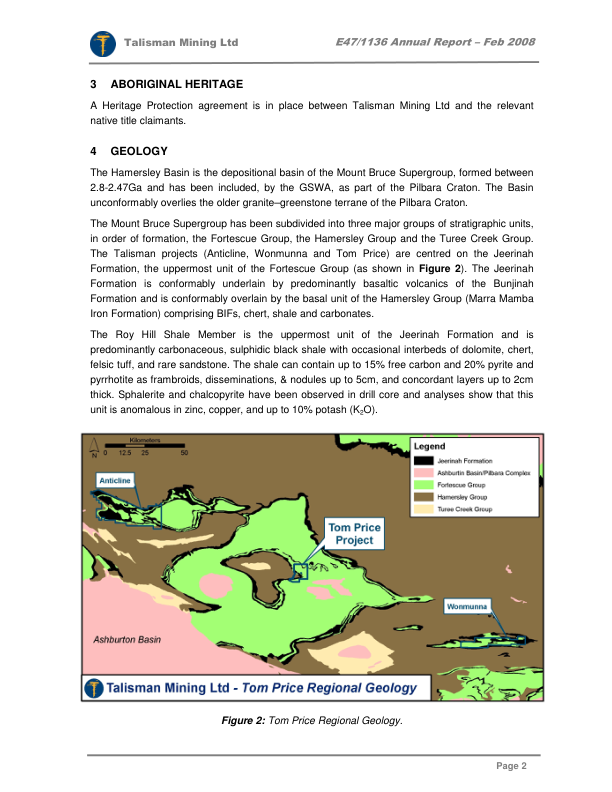 Talisman Mining Ltd
E47/1136 Annual Report – Feb 2008
3 ABORIGINAL HERITAGE
A Heritage Protection agreement is in place between Talisman Mining Ltd and the relevant
native title claimants.
4 GEOLOGY
The Hamersley Basin is the depositional basin of the Mount Bruce Supergroup, formed between
2.8-2.47Ga and has been included, by the GSWA, as part of the Pilbara Craton. The Basin
unconformably overlies the older granite–greenstone terrane of the Pilbara Craton.
The Mount Bruce Supergroup has been subdivided into three major groups of stratigraphic units,
in order of formation, the Fortescue Group, the Hamersley Group and the Turee Creek Group.
The Talisman projects (Anticline, Wonmunna and Tom Price) are centred on the Jeerinah
Formation, the uppermost unit of the Fortescue Group (as shown in Figure 2). The Jeerinah
Formation is conformably underlain by predominantly basaltic volcanics of the Bunjinah
Formation and is conformably overlain by the basal unit of the Hamersley Group (Marra Mamba
Iron Formation) comprising BIFs, chert, shale and carbonates.
The Roy Hill Shale Member is the uppermost unit of the Jeerinah Formation and is
predominantly carbonaceous, sulphidic black shale with occasional interbeds of dolomite, chert,
felsic tuff, and rare sandstone. The shale can contain up to 15% free carbon and 20% pyrite and
pyrrhotite as framboids, disseminations, & nodules up to 5cm, and concordant layers up to 2cm
thick. Sphalerite and chalcopyrite have been observed in drill core and analyses show that this
unit is anomalous in zinc, copper, and up to 10% potash (K₂O).
Kilometers
N 0 12.5 25 50
Legend
Jeerinah Formation
Ashburtin Basin/Pilbara Complex
Fortescue Group
Hamersley Group
Turee Creek Group
Anticline
Tom Price
Project
Wonmunna
Ashburton Basin
Talisman Mining Ltd - Tom Price Regional Geology
Figure 2: Tom Price Regional Geology.
Page 2